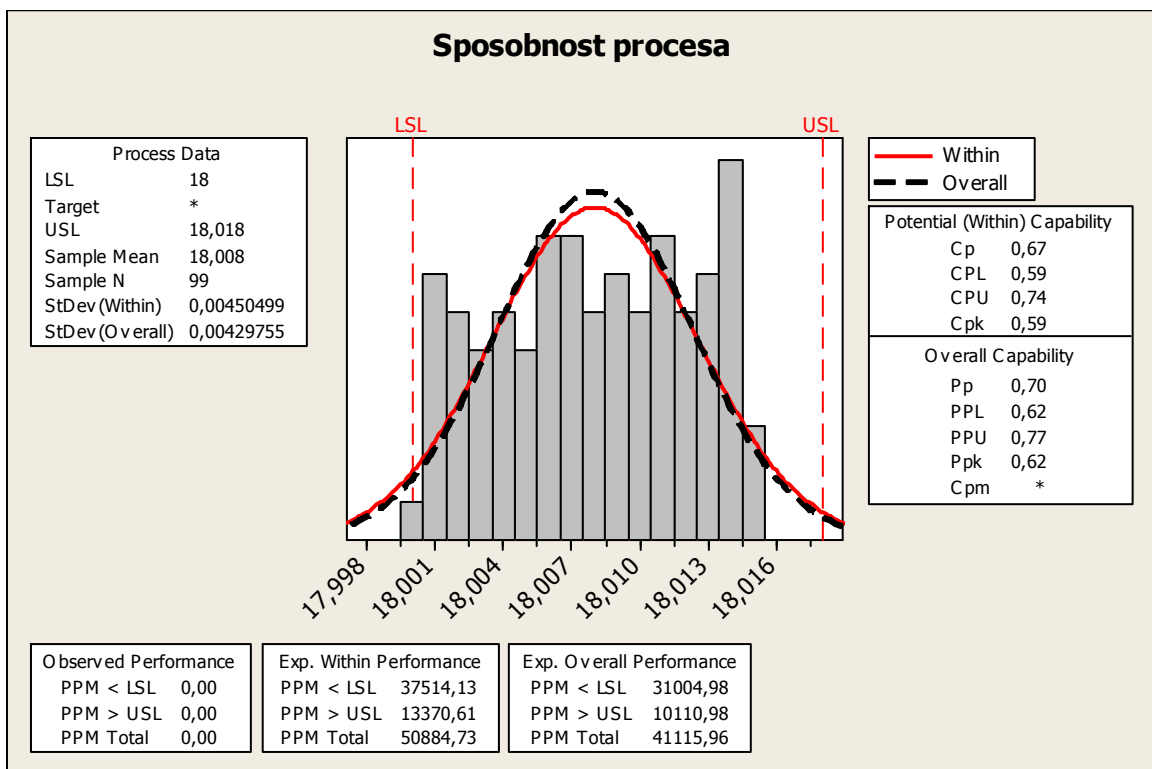 Sposobnost procesa
LSL USL
Process Data
LSL 18
Target *
USL 18,018
Sample Mean 18,008
Sample N 99
StDev(Within) 0,00450499
StDev(Overall) 0,00429755
Within
Overall
Potential (Within) Capability
Cp 0,67
CPL 0,59
CPU 0,74
Cpk 0,59
Overall Capability
Pp 0,70
PPL 0,62
PPU 0,77
Ppk 0,62
Cpm *
17,998 18,001 18,004 18,007 18,010 18,013 18,016
Observed Performance
PPM < LSL 0,00
PPM > USL 0,00
PPM Total 0,00
Exp. Within Performance
PPM < LSL 37514,13
PPM > USL 13370,61
PPM Total 50884,73
Exp. Overall Performance
PPM < LSL 31004,98
PPM > USL 10110,98
PPM Total 41115,96